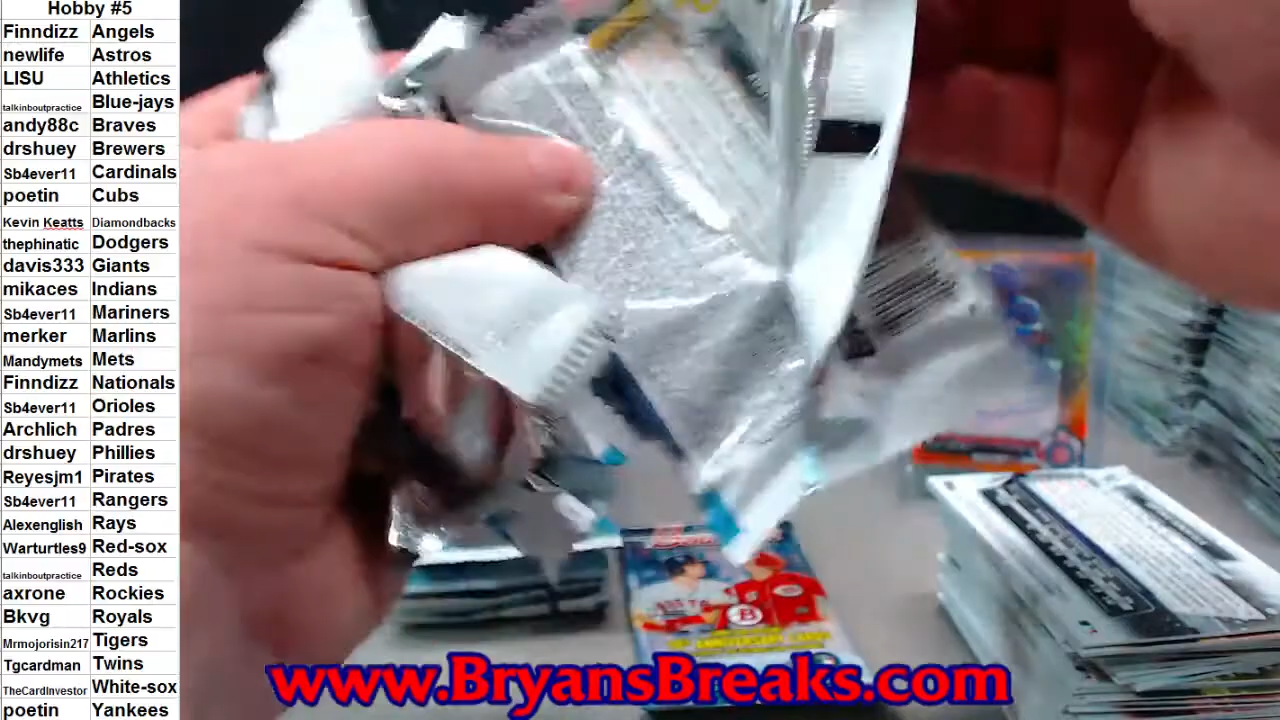 Hobby #5
Finndizz Angels
newlife Astros
LISU Athletics
talkinboutpractice Blue-jays
andy88c Braves
drshuey Brewers
Sb4ever11 Cardinals
poetin Cubs
Kevin Keatts Diamondbacks
thephinatic Dodgers
davis333 Giants
mikaces Indians
Sb4ever11 Mariners
merker Marlins
Mandymets Mets
Finndizz Nationals
Sb4ever11 Orioles
Archlich Padres
drshuey Phillies
Reyesjm1 Pirates
Sb4ever11 Rangers
Alexenglish Rays
Warturtles9 Red-sox
talkinboutpractice Reds
axrone Rockies
Bkvg Royals
Mrmojorisin217 Tigers
Tgcardman Twins
TheCardInvestor White-sox
poetin Yankees
www.BryansBreaks.com